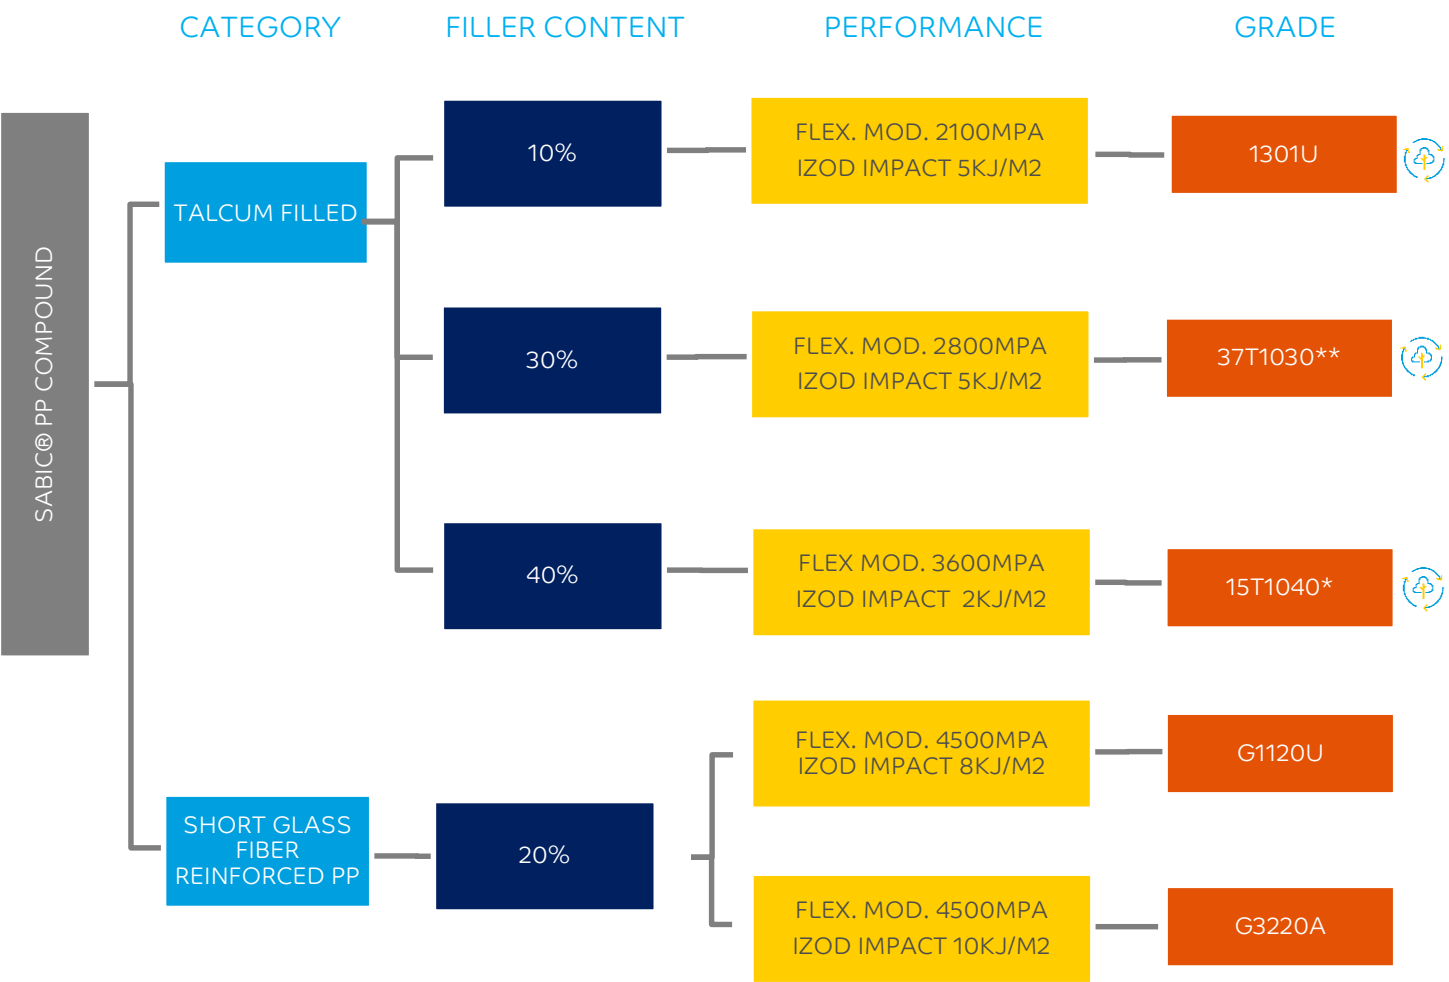 CATEGORY
FILLER CONTENT
PERFORMANCE
GRADE
SABIC® PP COMPOUND
TALCUM FILLED
10%
FLEX. MOD. 2100MPA
IZOD IMPACT 5KJ/M2
1301U
30%
FLEX. MOD. 2800MPA
IZOD IMPACT 5KJ/M2
37T1030**
40%
FLEX MOD. 3600MPA
IZOD IMPACT 2KJ/M2
15T1040*
SHORT GLASS
FIBER
REINFORCED PP
20%
FLEX. MOD. 4500MPA
IZOD IMPACT 8KJ/M2
G1120U
FLEX. MOD. 4500MPA
IZOD IMPACT 10KJ/M2
G3220A